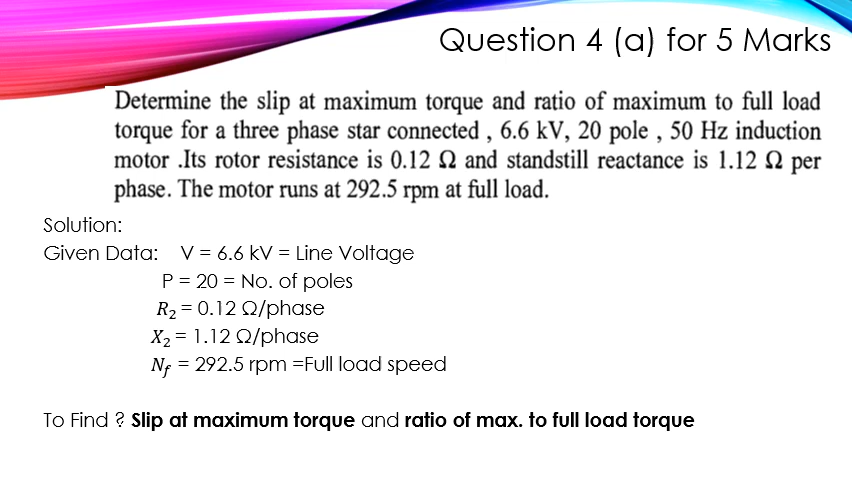 Question 4 (a) for 5 Marks
Determine the slip at maximum torque and ratio of maximum to full load
torque for a three phase star connected , 6.6 kV, 20 pole , 50 Hz induction
motor .Its rotor resistance is 0.12 Ω and standstill reactance is 1.12 Ω per
phase. The motor runs at 292.5 rpm at full load.
Solution:
Given Data: V = 6.6 kV = Line Voltage
P = 20 = No. of poles
R₂ = 0.12 Ω/phase
X₂ = 1.12 Ω/phase
N_f = 292.5 rpm =Full load speed
To Find ? Slip at maximum torque and ratio of max. to full load torque